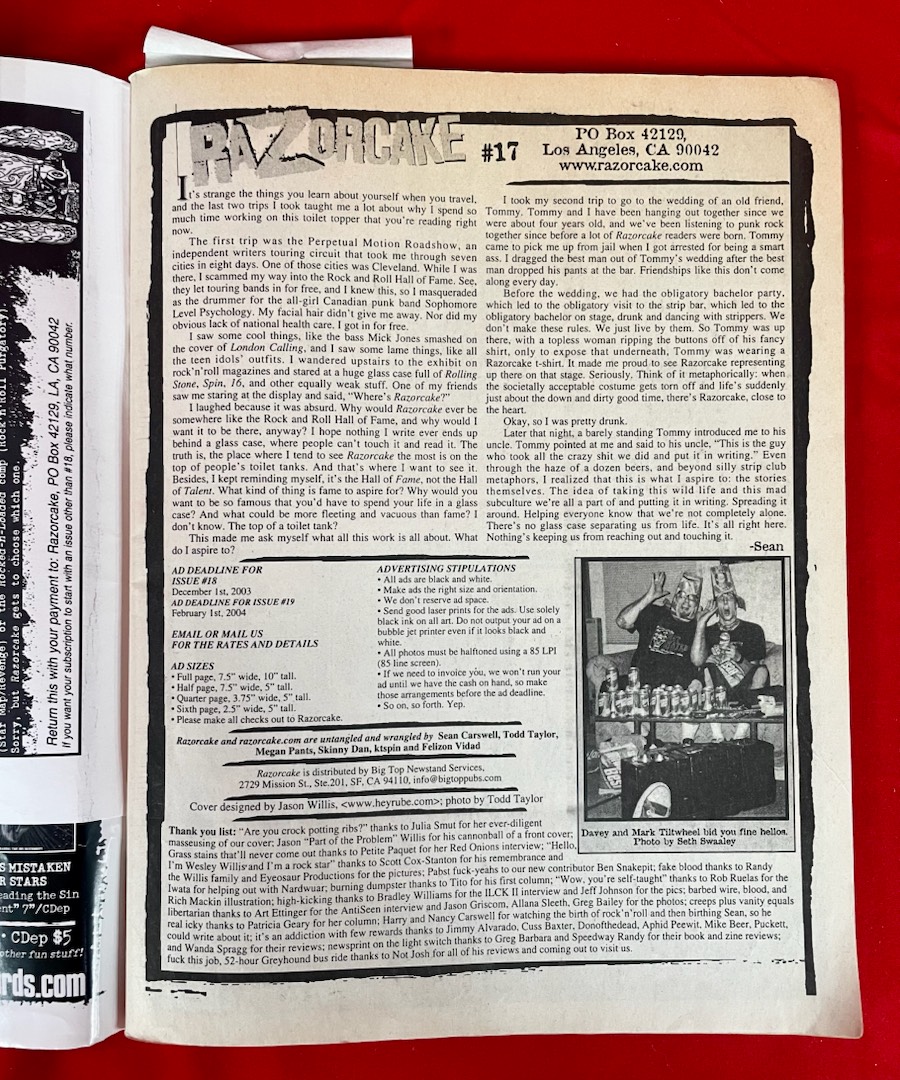 (Star Map/Revenge) or the Rocked-N-Loaded comp (Rock'n'Roll Purgatory).
Sorry, but Razorcake gets to choose which one.
Return this with your payment to: Razorcake, PO Box 42129, LA, CA 90042
If you want your subscription to start with an issue other than #18, please indicate what number.
S MISTAKEN
R STARS
eading the Sin
ent" 7"/CDep
• CDep $5
other fun stuff!
rds.com
RAZORCAKE #17
PO Box 42129,
Los Angeles, CA 90042
www.razorcake.com
It's strange the things you learn about yourself when you travel,
and the last two trips I took taught me a lot about why I spend so
much time working on this toilet topper that you're reading right
now.
The first trip was the Perpetual Motion Roadshow, an
independent writers touring circuit that took me through seven
cities in eight days. One of those cities was Cleveland. While I was
there, I scammed my way into the Rock and Roll Hall of Fame. See,
they let touring bands in for free, and I knew this, so I masqueraded
as the drummer for the all-girl Canadian punk band Sophomore
Level Psychology. My facial hair didn't give me away. Nor did my
obvious lack of national health care. I got in for free.
I saw some cool things, like the bass Mick Jones smashed on
the cover of London Calling, and I saw some lame things, like all
the teen idols' outfits. I wandered upstairs to the exhibit on
rock'n'roll magazines and stared at a huge glass case full of Rolling
Stone, Spin, 16, and other equally weak stuff. One of my friends
saw me staring at the display and said, "Where's Razorcake?"
I laughed because it was absurd. Why would Razorcake ever be
somewhere like the Rock and Roll Hall of Fame, and why would I
want it to be there, anyway? I hope nothing I write ever ends up
behind a glass case, where people can't touch it and read it. The
truth is, the place where I tend to see Razorcake the most is on the
top of people's toilet tanks. And that's where I want to see it.
Besides, I kept reminding myself, it's the Hall of Fame, not the Hall
of Talent. What kind of thing is fame to aspire for? Why would you
want to be so famous that you'd have to spend your life in a glass
case? And what could be more fleeting and vacuous than fame? I
don't know. The top of a toilet tank?
This made me ask myself what all this work is all about. What
do I aspire to?
I took my second trip to go to the wedding of an old friend,
Tommy. Tommy and I have been hanging out together since we
were about four years old, and we've been listening to punk rock
together since before a lot of Razorcake readers were born. Tommy
came to pick me up from jail when I got arrested for being a smart
ass. I dragged the best man out of Tommy's wedding after the best
man dropped his pants at the bar. Friendships like this don't come
along every day.
Before the wedding, we had the obligatory bachelor party,
which led to the obligatory visit to the strip bar, which led to the
obligatory bachelor on stage, drunk and dancing with strippers. We
don't make these rules. We just live by them. So Tommy was up
there, with a topless woman ripping the buttons off of his fancy
shirt, only to expose that underneath, Tommy was wearing a
Razorcake t-shirt. It made me proud to see Razorcake representing
up there on that stage. Seriously. Think of it metaphorically: when
the societally acceptable costume gets torn off and life's suddenly
just about the down and dirty good time, there's Razorcake, close to
the heart.
Okay, so I was pretty drunk.
Later that night, a barely standing Tommy introduced me to his
uncle. Tommy pointed at me and said to his uncle, "This is the guy
who took all the crazy shit we did and put it in writing." Even
through the haze of a dozen beers, and beyond silly strip club
metaphors, I realized that this is what I aspire to: the stories
themselves. The idea of taking this wild life and this mad
subculture we're all a part of and putting it in writing. Spreading it
around. Helping everyone know that we're not completely alone.
There's no glass case separating us from life. It's all right here.
Nothing's keeping us from reaching out and touching it.
-Sean
AD DEADLINE FOR
ISSUE #18
December 1st, 2003
AD DEADLINE FOR ISSUE #19
February 1st, 2004
EMAIL OR MAIL US
FOR THE RATES AND DETAILS
AD SIZES
• Full page, 7.5" wide, 10" tall.
• Half page, 7.5" wide, 5" tall.
• Quarter page, 3.75" wide, 5" tall.
• Sixth page, 2.5" wide, 5" tall.
• Please make all checks out to Razorcake.
ADVERTISING STIPULATIONS
• All ads are black and white.
• Make ads the right size and orientation.
• We don't reserve ad space.
• Send good laser prints for the ads. Use solely
black ink on all art. Do not output your ad on a
bubble jet printer even if it looks black and
white.
• All photos must be halftoned using a 85 LPI
(85 line screen).
• If we need to invoice you, we won't run your
ad until we have the cash on hand, so make
those arrangements before the ad deadline.
• So on, so forth. Yep.
Razorcake and razorcake.com are untangled and wrangled by Sean Carswell, Todd Taylor,
Megan Pants, Skinny Dan, ktspin and Felizon Vidad
Razorcake is distributed by Big Top Newstand Services,
2729 Mission St., Ste.201, SF, CA 94110, info@bigtoppubs.com
Cover designed by Jason Willis, <www.heyrube.com>; photo by Todd Taylor
Davey and Mark Tiltwheel bid you fine hellos.
Photo by Seth Swaaley
Thank you list: "Are you crock potting ribs?" thanks to Julia Smut for her ever-diligent
masseusing of our cover; Jason "Part of the Problem" Willis for his cannonball of a front cover;
Grass stains that'll never come out thanks to Petite Paquet for her Red Onions interview; "Hello,
I'm Wesley Willis and I'm a rock star" thanks to Scott Cox-Stanton for his remembrance and
the Willis family and Eyesour Productions for the pictures; Pabst fuck-yeahs to our new contributor Ben Snakepit; fake blood thanks to Randy
Iwata for helping out with Nardwuar; burning dumpster thanks to Tito for his first column; "Wow, you're self-taught" thanks to Rob Ruelas for the
Rich Mackin illustration; high-kicking thanks to Bradley Williams for the ILCK II interview and Jeff Johnson for the pics; barbed wire, blood, and
libertarian thanks to Art Ettinger for the AntiSeen interview and Jason Griscom, Allana Sleeth, Greg Bailey for the photos; creeps plus vanity equals
real icky thanks to Patricia Geary for her column; Harry and Nancy Carswell for watching the birth of rock'n'roll and then birthing Sean, so he
could write about it; it's an addiction with few rewards thanks to Jimmy Alvarado, Cuss Baxter, Donofthedead, Aphid Peewit, Mike Beer, Puckett,
and Wanda Spragg for their reviews; newsprint on the light switch thanks to Greg Barbara and Speedway Randy for their book and zine reviews;
fuck this job, 52-hour Greyhound bus ride thanks to Not Josh for all of his reviews and coming out to visit us.